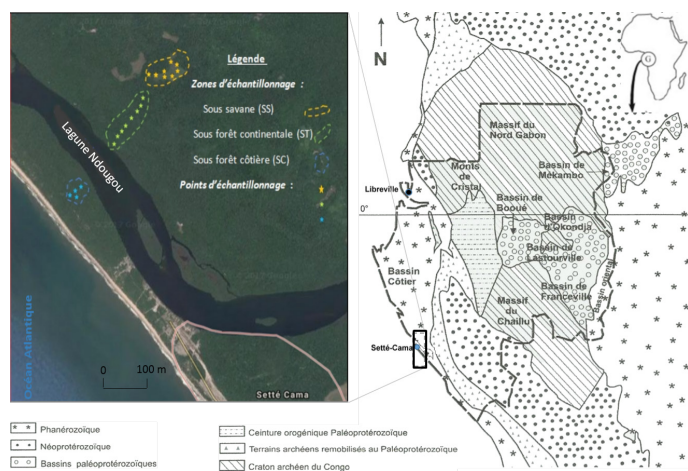 Légende
Zones d'échantillonnage :
Sous savane (SS)
Sous forêt continentale (ST)
Sous forêt côtière (SC)
Points d'échantillonnage :
Lagune Ndougou
Océan Atlantique
0 100 m
Setté Cama
N
G
Massif du
Nord Gabon
Monts
de
Cristal
Bassin de
Mékambo
Libreville
Bassin
de
Booué
0°
Bassin
d'Okondja
Bassin de
Lastourville
Bassin
Côtier
Bassin de
Franceville
Bassin oriental
Massif
du
Chaillu
Setté-Cama
Phanérozoïque
Néoprotérozoïque
Bassins paléoprotérozoïques
Ceinture orogénique Paléoprotérozoïque
Terrains archéens remobilisés au Paléoprotérozoïque
Craton archéen du Congo